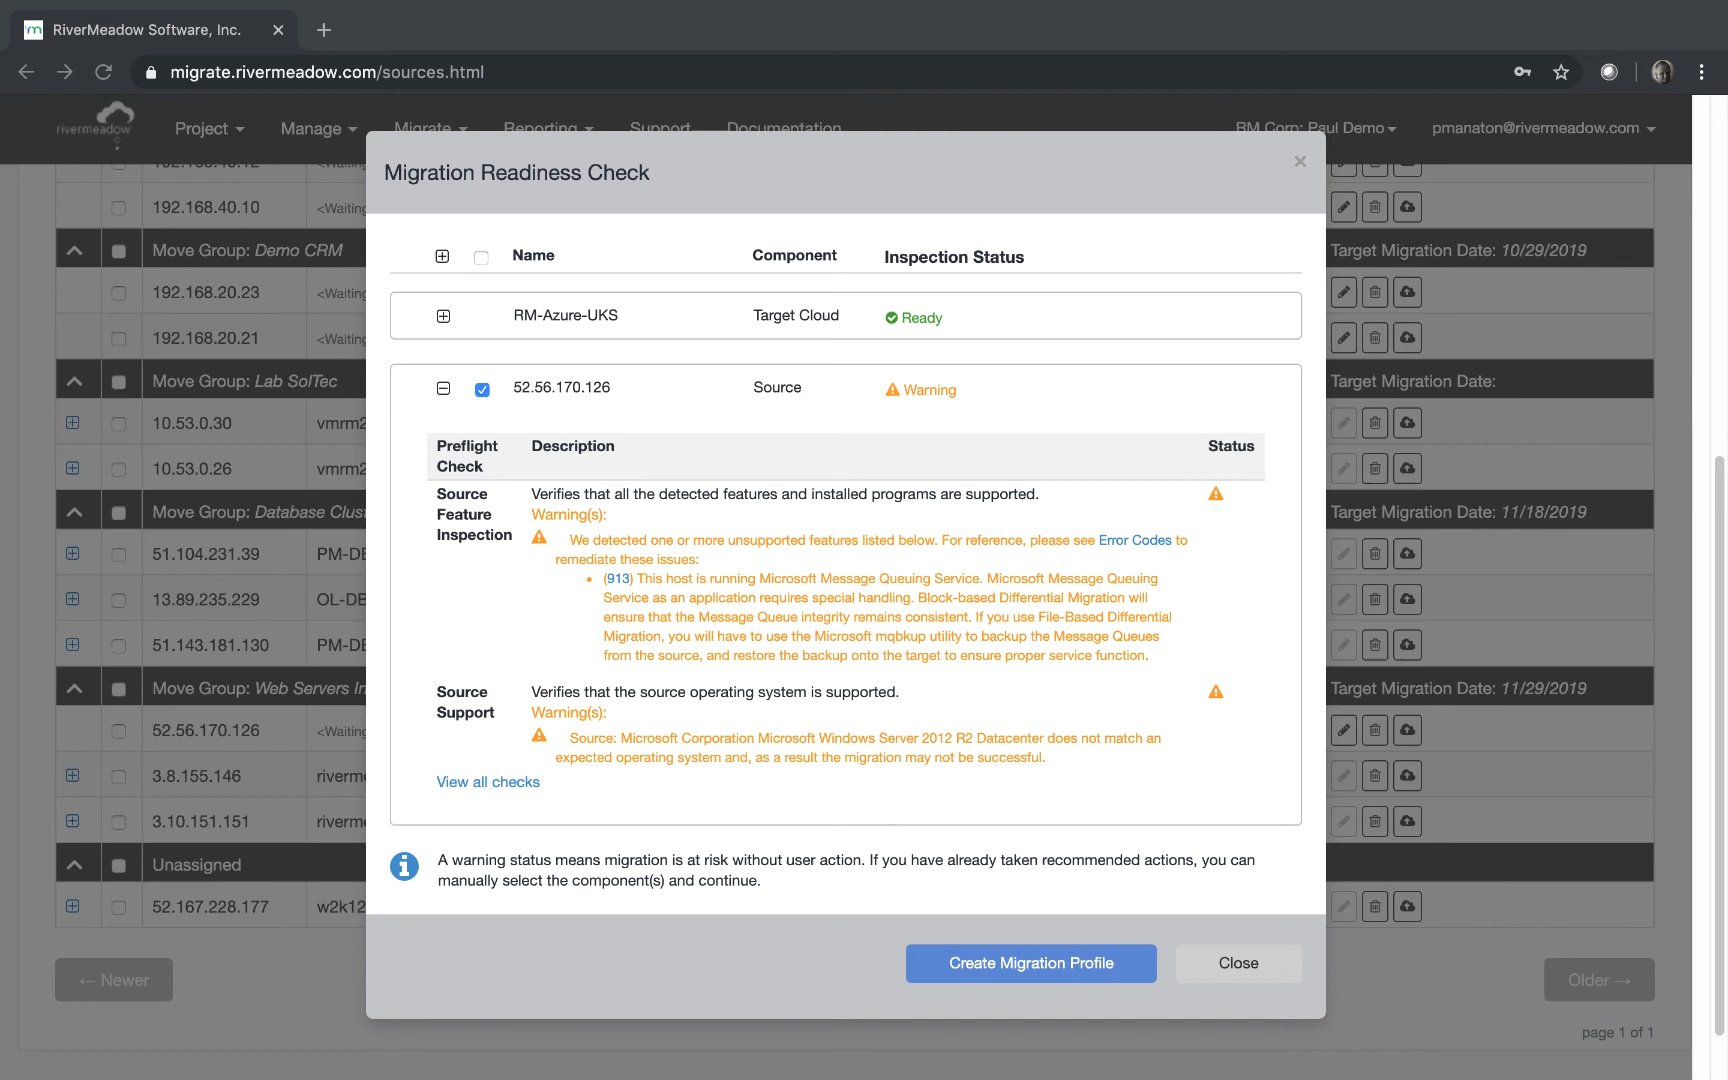 RiverMeadow Software, Inc.
migrate.rivermeadow.com/sources.html
rivermeadow
Project
Manage
Migrate
Reporting
Support
Documentation
RM Corp: Paul Demo
pmanaton@rivermeadow.com
Migration Readiness Check
192.168.40.10
<Waiting
Move Group: Demo CRM
Target Migration Date: 10/29/2019
192.168.20.23
<Waiting
192.168.20.21
<Waiting
Move Group: Lab SolTec
Target Migration Date:
10.53.0.30
vmrm2
10.53.0.26
vmrm2
Move Group: Database Clus
Target Migration Date: 11/18/2019
51.104.231.39
PM-DE
13.89.235.229
OL-DE
51.143.181.130
PM-DE
Move Group: Web Servers In
Target Migration Date: 11/29/2019
52.56.170.126
<Waiting
3.8.155.146
riverme
3.10.151.151
riverme
Unassigned
52.167.228.177
w2k12
Name
Component
Inspection Status
RM-Azure-UKS
Target Cloud
Ready
52.56.170.126
Source
Warning
Preflight
Check
Description
Status
Source
Feature
Inspection
Verifies that all the detected features and installed programs are supported.
Warning(s):
We detected one or more unsupported features listed below. For reference, please see Error Codes to
remediate these issues:
• (913) This host is running Microsoft Message Queuing Service. Microsoft Message Queuing
Service as an application requires special handling. Block-based Differential Migration will
ensure that the Message Queue integrity remains consistent. If you use File-Based Differential
Migration, you will have to use the Microsoft mqbkup utility to backup the Message Queues
from the source, and restore the backup onto the target to ensure proper service function.
Source
Support
Verifies that the source operating system is supported.
Warning(s):
Source: Microsoft Corporation Microsoft Windows Server 2012 R2 Datacenter does not match an
expected operating system and, as a result the migration may not be successful.
View all checks
A warning status means migration is at risk without user action. If you have already taken recommended actions, you can
manually select the component(s) and continue.
Create Migration Profile
Close
← Newer
Older →
page 1 of 1